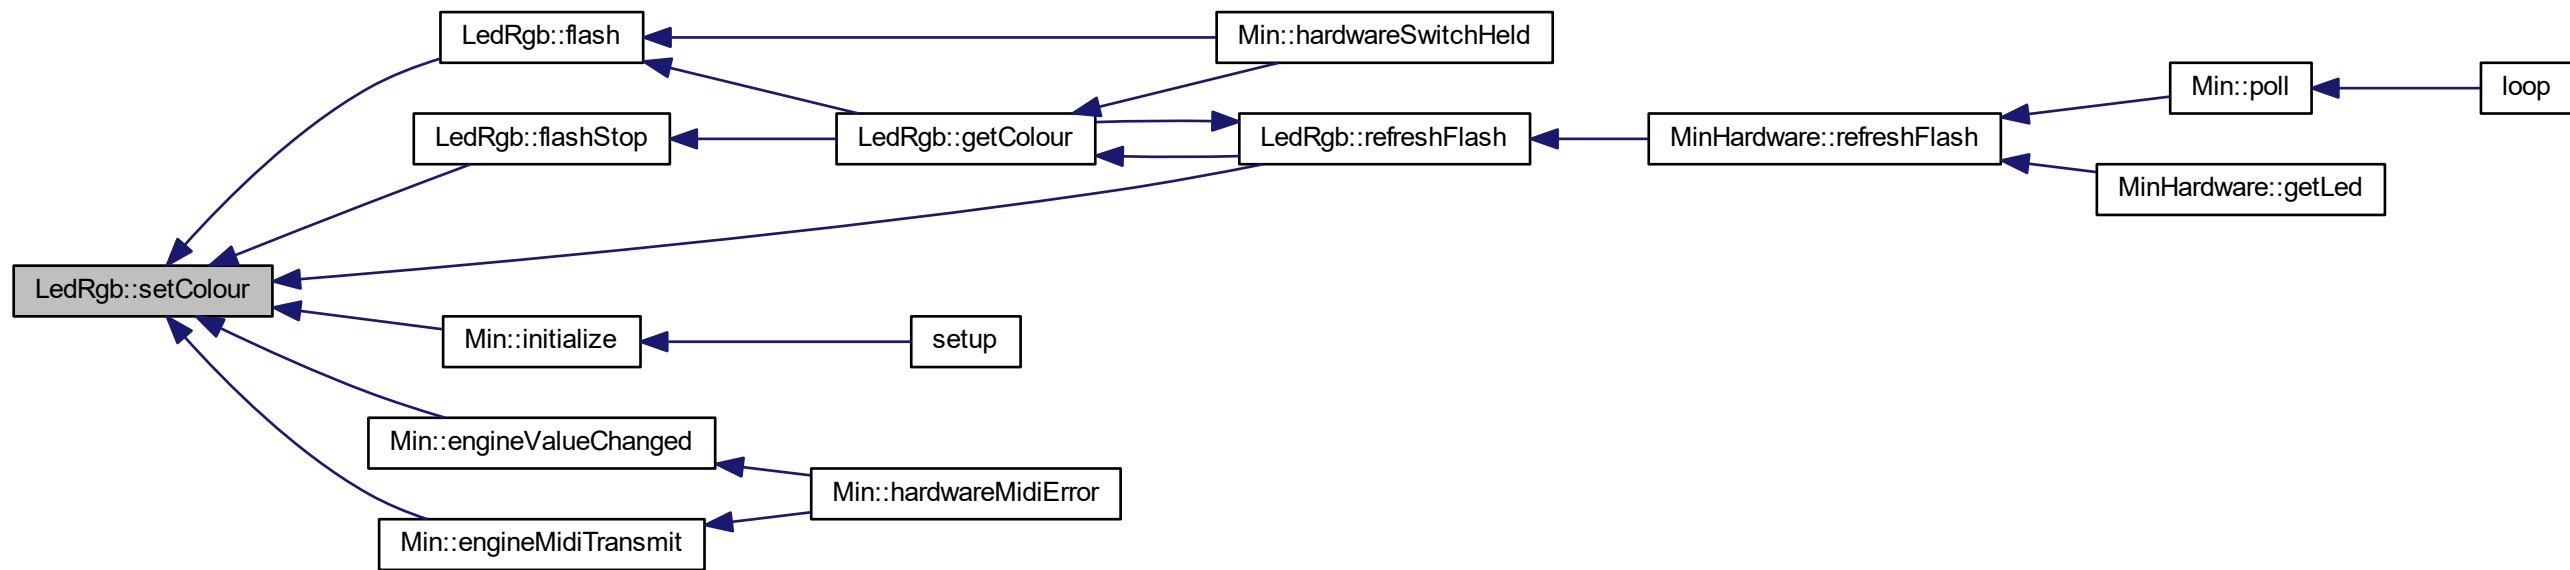 LedRgb::flash
Min::hardwareSwitchHeld
Min::poll
loop
LedRgb::flashStop
LedRgb::getColour
LedRgb::refreshFlash
MinHardware::refreshFlash
MinHardware::getLed
LedRgb::setColour
Min::initialize
setup
Min::engineValueChanged
Min::hardwareMidiError
Min::engineMidiTransmit